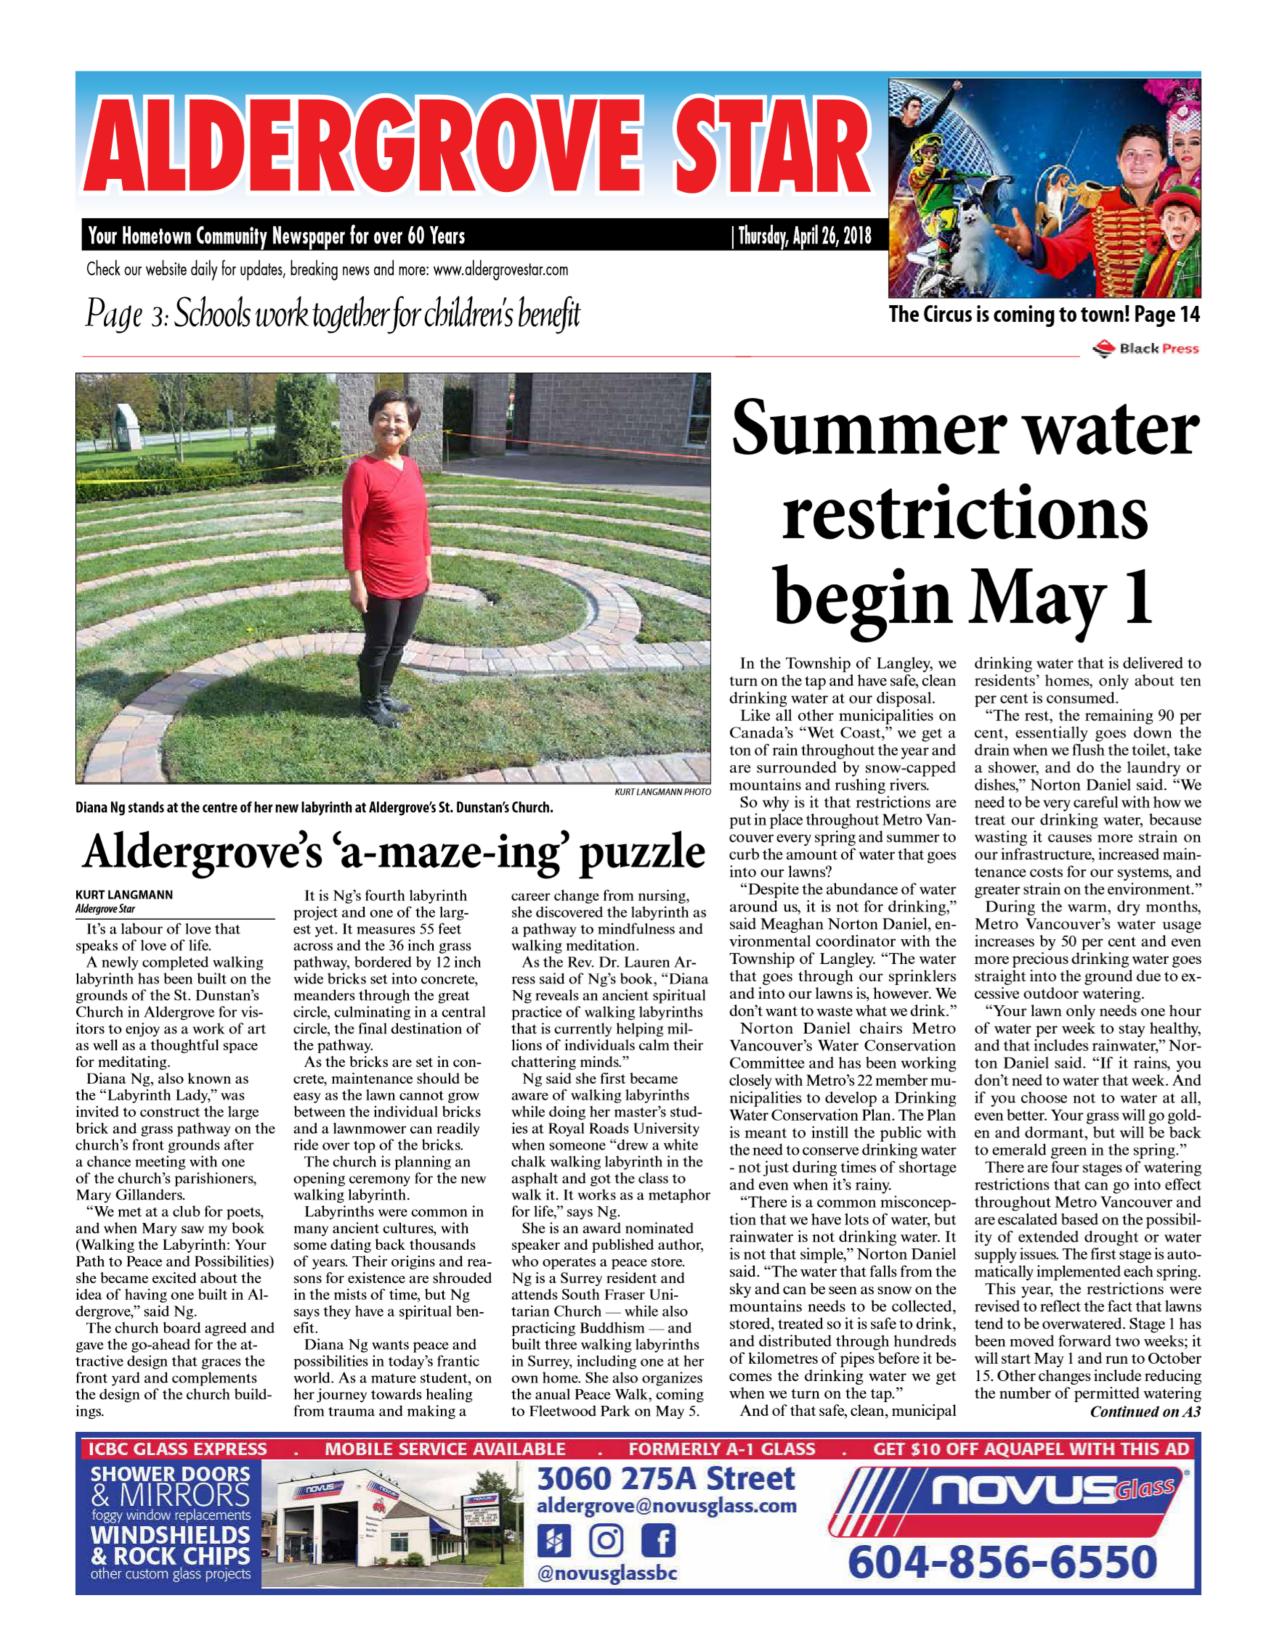 ALDERGROVE STAR
Your Hometown Community Newspaper for over 60 Years | Thursday, April 26, 2018
Check our website daily for updates, breaking news and more: www.aldergrovestar.com
Page 3: Schools work together for children's benefit
The Circus is coming to town! Page 14
Black Press
KURT LANGMANN PHOTO
Diana Ng stands at the centre of her new labyrinth at Aldergrove's St. Dunstan's Church.
Aldergrove's 'a-maze-ing' puzzle
KURT LANGMANN
Aldergrove Star
It's a labour of love that
speaks of love of life.
A newly completed walking
labyrinth has been built on the
grounds of the St. Dunstan's
Church in Aldergrove for vis-
itors to enjoy as a work of art
as well as a thoughtful space
for meditating.
Diana Ng, also known as
the "Labyrinth Lady," was
invited to construct the large
brick and grass pathway on the
church's front grounds after
a chance meeting with one
of the church's parishioners,
Mary Gillanders.
"We met at a club for poets,
and when Mary saw my book
(Walking the Labyrinth: Your
Path to Peace and Possibilities)
she became excited about the
idea of having one built in Al-
dergrove," said Ng.
The church board agreed and
gave the go-ahead for the at-
tractive design that graces the
front yard and complements
the design of the church build-
ings.
It is Ng's fourth labyrinth
project and one of the larg-
est yet. It measures 55 feet
across and the 36 inch grass
pathway, bordered by 12 inch
wide bricks set into concrete,
meanders through the great
circle, culminating in a central
circle, the final destination of
the pathway.
As the bricks are set in con-
crete, maintenance should be
easy as the lawn cannot grow
between the individual bricks
and a lawnmower can readily
ride over top of the bricks.
The church is planning an
opening ceremony for the new
walking labyrinth.
Labyrinths were common in
many ancient cultures, with
some dating back thousands
of years. Their origins and rea-
sons for existence are shrouded
in the mists of time, but Ng
says they have a spiritual ben-
efit.
Diana Ng wants peace and
possibilities in today's frantic
world. As a mature student, on
her journey towards healing
from trauma and making a
career change from nursing,
she discovered the labyrinth as
a pathway to mindfulness and
walking meditation.
As the Rev. Dr. Lauren Ar-
ress said of Ng's book, "Diana
Ng reveals an ancient spiritual
practice of walking labyrinths
that is currently helping mil-
lions of individuals calm their
chattering minds."
Ng said she first became
aware of walking labyrinths
while doing her master's stud-
ies at Royal Roads University
when someone "drew a white
chalk walking labyrinth in the
asphalt and got the class to
walk it. It works as a metaphor
for life," says Ng.
She is an award nominated
speaker and published author,
who operates a peace store.
Ng is a Surrey resident and
attends South Fraser Uni-
tarian Church — while also
practicing Buddhism — and
built three walking labyrinths
in Surrey, including one at her
own home. She also organizes
the anual Peace Walk, coming
to Fleetwood Park on May 5.
Summer water
restrictions
begin May 1
In the Township of Langley, we
turn on the tap and have safe, clean
drinking water at our disposal.
Like all other municipalities on
Canada's "Wet Coast," we get a
ton of rain throughout the year and
are surrounded by snow-capped
mountains and rushing rivers.
So why is it that restrictions are
put in place throughout Metro Van-
couver every spring and summer to
curb the amount of water that goes
into our lawns?
"Despite the abundance of water
around us, it is not for drinking,"
said Meaghan Norton Daniel, en-
vironmental coordinator with the
Township of Langley. "The water
that goes through our sprinklers
and into our lawns is, however. We
don't want to waste what we drink."
Norton Daniel chairs Metro
Vancouver's Water Conservation
Committee and has been working
closely with Metro's 22 member mu-
nicipalities to develop a Drinking
Water Conservation Plan. The Plan
is meant to instill the public with
the need to conserve drinking water
- not just during times of shortage
and even when it's rainy.
"There is a common misconcep-
tion that we have lots of water, but
rainwater is not drinking water. It
is not that simple," Norton Daniel
said. "The water that falls from the
sky and can be seen as snow on the
mountains needs to be collected,
stored, treated so it is safe to drink,
and distributed through hundreds
of kilometres of pipes before it be-
comes the drinking water we get
when we turn on the tap."
And of that safe, clean, municipal
drinking water that is delivered to
residents' homes, only about ten
per cent is consumed.
"The rest, the remaining 90 per
cent, essentially goes down the
drain when we flush the toilet, take
a shower, and do the laundry or
dishes," Norton Daniel said. "We
need to be very careful with how we
treat our drinking water, because
wasting it causes more strain on
our infrastructure, increased main-
tenance costs for our systems, and
greater strain on the environment."
During the warm, dry months,
Metro Vancouver's water usage
increases by 50 per cent and even
more precious drinking water goes
straight into the ground due to ex-
cessive outdoor watering.
"Your lawn only needs one hour
of water per week to stay healthy,
and that includes rainwater," Nor-
ton Daniel said. "If it rains, you
don't need to water that week. And
if you choose not to water at all,
even better. Your grass will go gold-
en and dormant, but will be back
to emerald green in the spring."
There are four stages of watering
restrictions that can go into effect
throughout Metro Vancouver and
are escalated based on the possibil-
ity of extended drought or water
supply issues. The first stage is auto-
matically implemented each spring.
This year, the restrictions were
revised to reflect the fact that lawns
tend to be overwatered. Stage 1 has
been moved forward two weeks; it
will start May 1 and run to October
15. Other changes include reducing
the number of permitted watering
Continued on A3
ICBC GLASS EXPRESS . MOBILE SERVICE AVAILABLE . FORMERLY A-1 GLASS . GET $10 OFF AQUAPEL WITH THIS AD
SHOWER DOORS
& MIRRORS
foggy window replacements
WINDSHIELDS
& ROCK CHIPS
other custom glass projects
NOVUS
3060 275A Street
aldergrove@novusglass.com
@novusglassbc
NOVUS Glass
604-856-6550